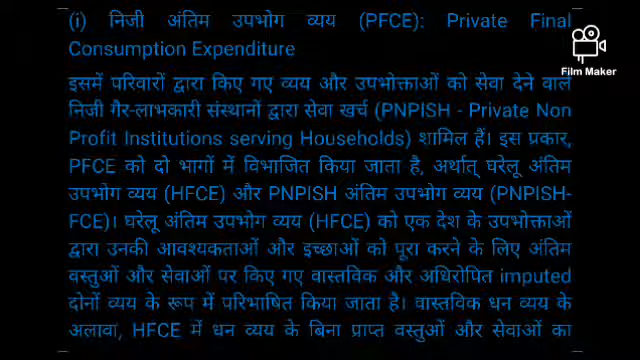 (i) निजी अंतिम उपभोग व्यय (PFCE): Private Final
Consumption Expenditure
इसमें परिवारों द्वारा किए गए व्यय और उपभोक्ताओं को सेवा देने वाले
निजी गैर-लाभकारी संस्थानों द्वारा सेवा खर्च (PNPISH - Private Non
Profit Institutions serving Households) शामिल हैं। इस प्रकार,
PFCE को दो भागों में विभाजित किया जाता है, अर्थात् घरेलू अंतिम
उपभोग व्यय (HFCE) और PNPISH अंतिम उपभोग व्यय (PNPISH-
FCE)। घरेलू अंतिम उपभोग व्यय (HFCE) को एक देश के उपभोक्ताओं
द्वारा उनकी आवश्यकताओं और इच्छाओं को पूरा करने के लिए अंतिम
वस्तुओं और सेवाओं पर किए गए वास्तविक और अधिरोपित imputed
दोनों व्यय के रूप में परिभाषित किया जाता है। वास्तविक धन व्यय के
अलावा, HFCE में धन व्यय के बिना प्राप्त वस्तुओं और सेवाओं का
Film Maker